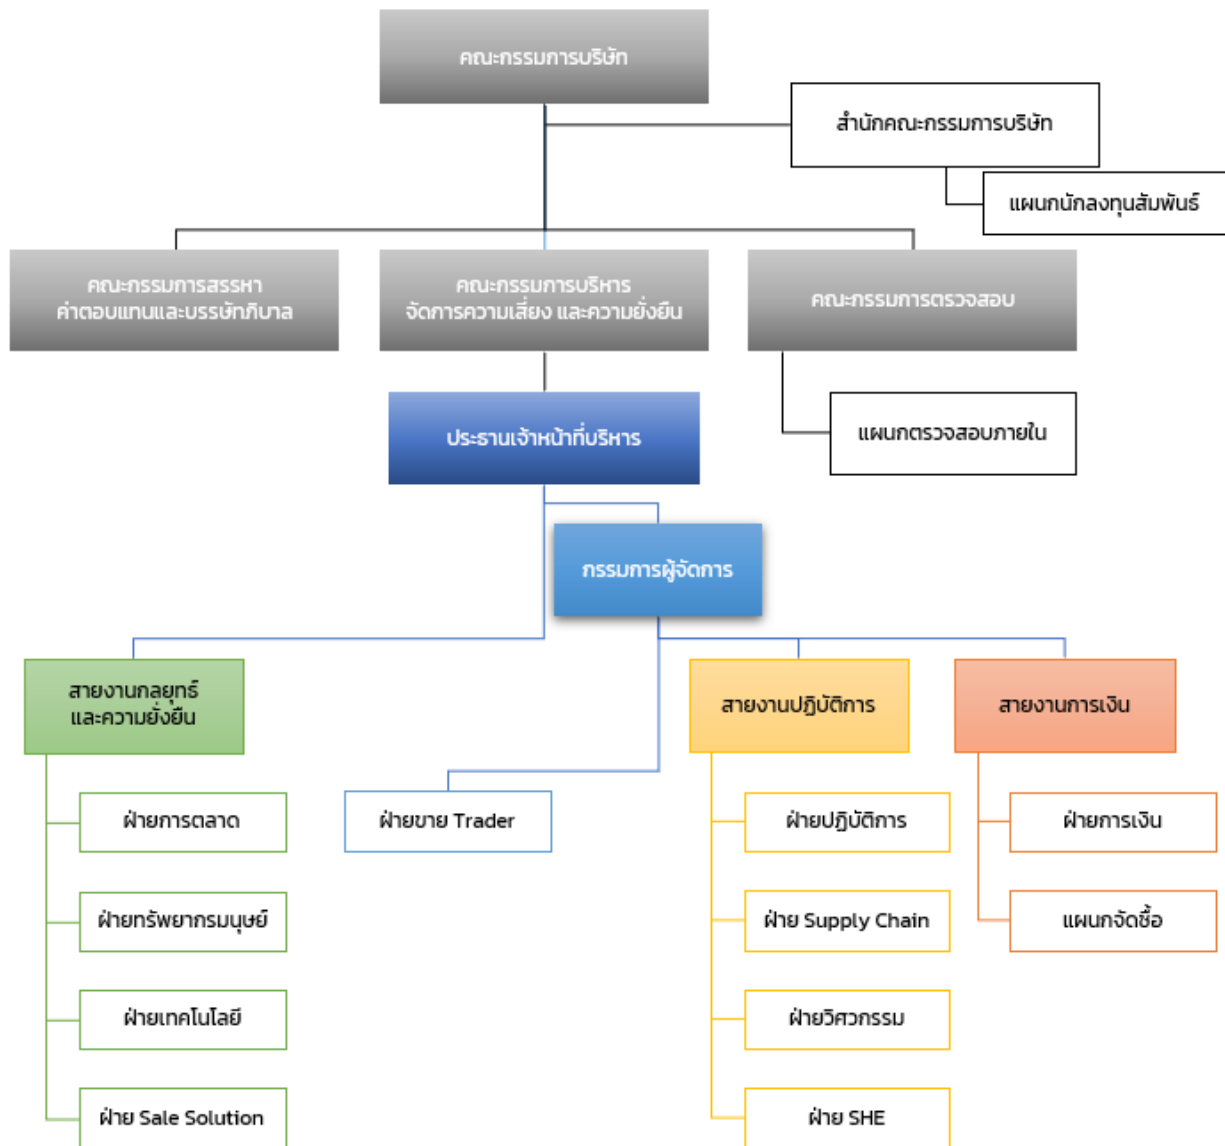 คณะกรรมการบริษัท
สำนักคณะกรรมการบริษัท
แผนกนักลงทุนสัมพันธ์
คณะกรรมการสรรหา
ค่าตอบแทนและบรรษัทภิบาล
คณะกรรมการบริหาร
จัดการความเสี่ยง และความยั่งยืน
คณะกรรมการตรวจสอบ
ประธานเจ้าหน้าที่บริหาร
แผนกตรวจสอบภายใน
กรรมการผู้จัดการ
สายงานกลยุทธ์
และความยั่งยืน
สายงานปฏิบัติการ
สายงานการเงิน
ฝ่ายการตลาด
ฝ่ายขาย Trader
ฝ่ายปฏิบัติการ
ฝ่ายการเงิน
ฝ่ายทรัพยากรมนุษย์
ฝ่าย Supply Chain
แผนกจัดซื้อ
ฝ่ายเทคโนโลยี
ฝ่ายวิศวกรรม
ฝ่าย Sale Solution
ฝ่าย SHE